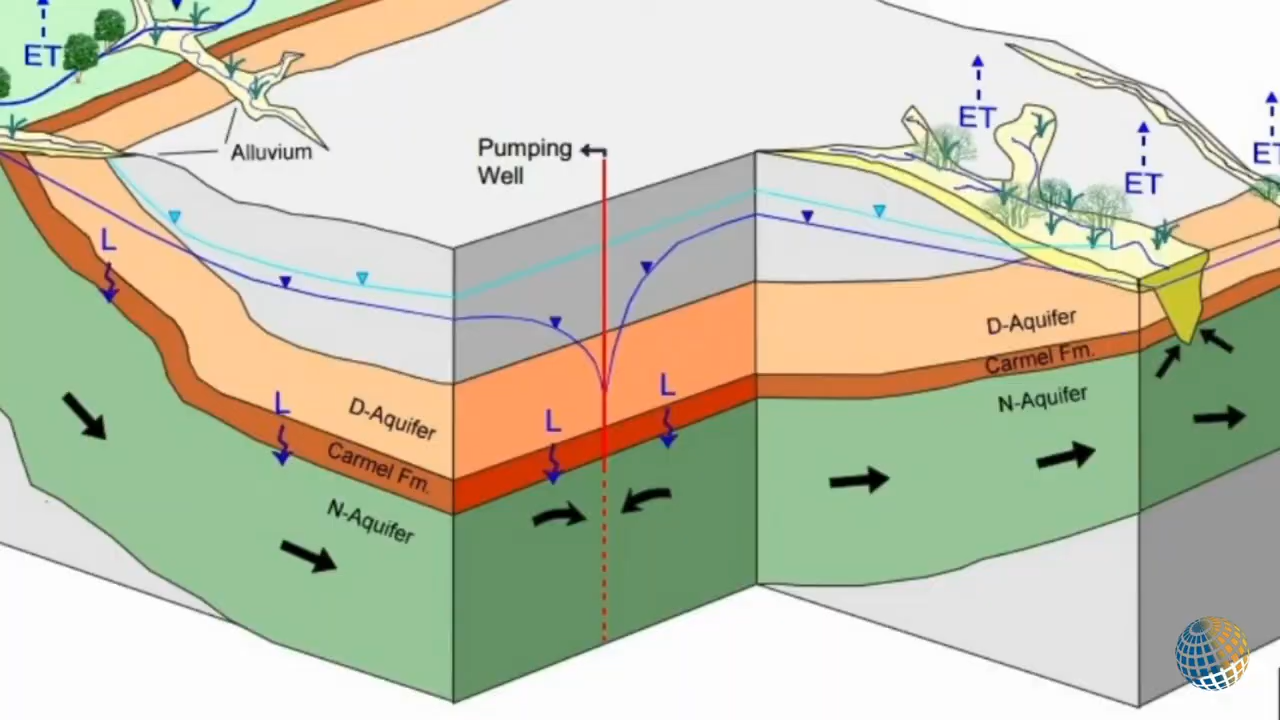 ET
Alluvium
Pumping
Well
ET
ET
ET
L
L
L
L
D-Aquifer
Carmel Fm.
N-Aquifer
D-Aquifer
Carmel Fm.
N-Aquifer